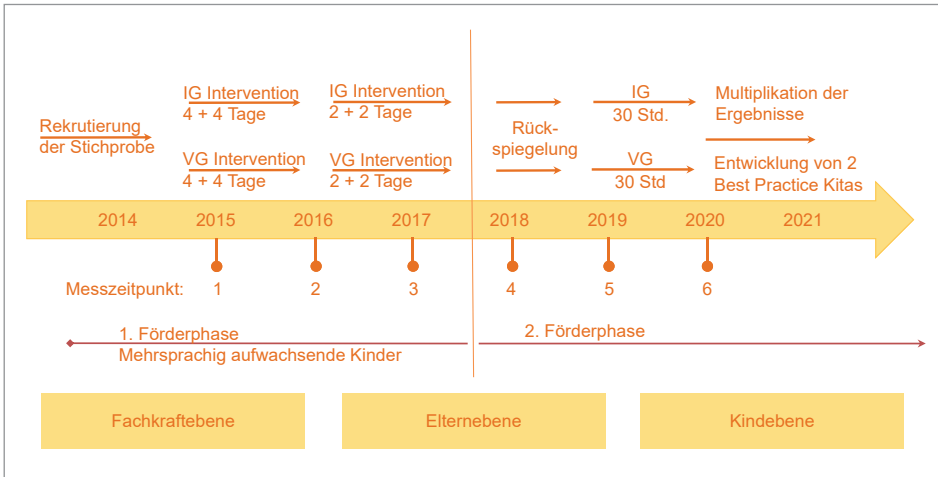 Rekrutierung
der Stichprobe
IG Intervention
4 + 4 Tage
VG Intervention
4 + 4 Tage
IG Intervention
2 + 2 Tage
VG Intervention
2 + 2 Tage
Rück-
spiegelung
IG
30 Std.
VG
30 Std
Multiplikation der
Ergebnisse
Entwicklung von 2
Best Practice Kitas
2014 2015 2016 2017 2018 2019 2020 2021
Messzeitpunkt: 1 2 3 4 5 6
1. Förderphase
Mehrsprachig aufwachsende Kinder
2. Förderphase
Fachkraftebene Elternebene Kindebene